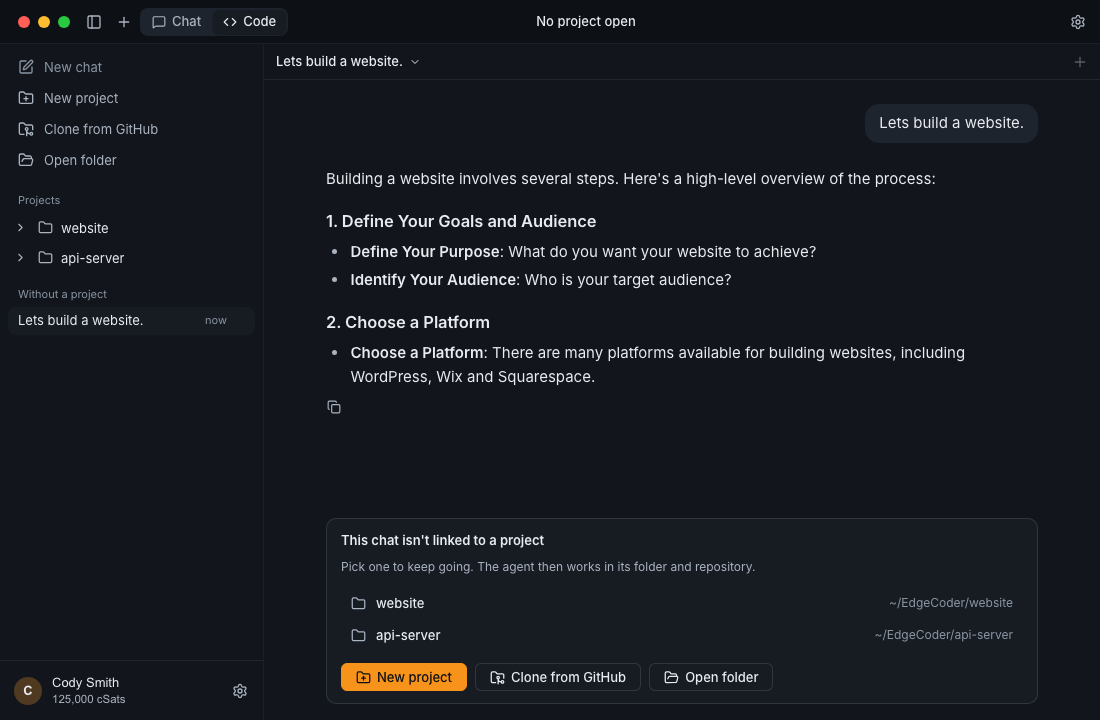 Chat
Code
No project open
New chat
New project
Clone from GitHub
Open folder
Projects
website
api-server
Without a project
Lets build a website. now
Cody Smith
125,000 cSats
C
Lets build a website.
Lets build a website.
Building a website involves several steps. Here's a high-level overview of the process:
1. Define Your Goals and Audience
• Define Your Purpose: What do you want your website to achieve?
• Identify Your Audience: Who is your target audience?
2. Choose a Platform
• Choose a Platform: There are many platforms available for building websites, including
WordPress, Wix and Squarespace.
This chat isn't linked to a project
Pick one to keep going. The agent then works in its folder and repository.
website ~/EdgeCoder/website
api-server ~/EdgeCoder/api-server
New project
Clone from GitHub
Open folder